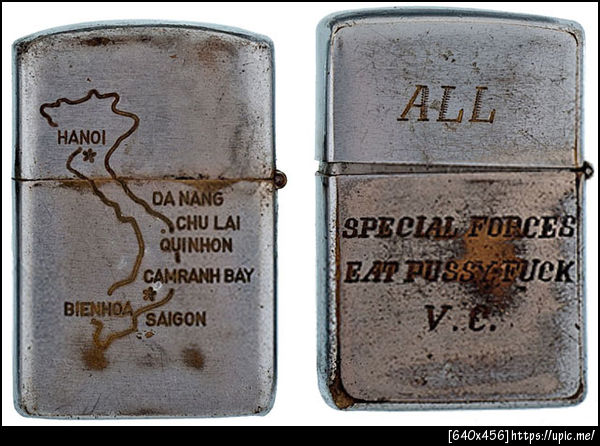 HANOI
DA NANG
CHU LAI
QUINHON
CAMRANH BAY
BIENHOA
SAIGON
ALL
SPECIAL FORCES
EAT PUSSY-FUCK
V.C.
[640x456]https://upic.me/